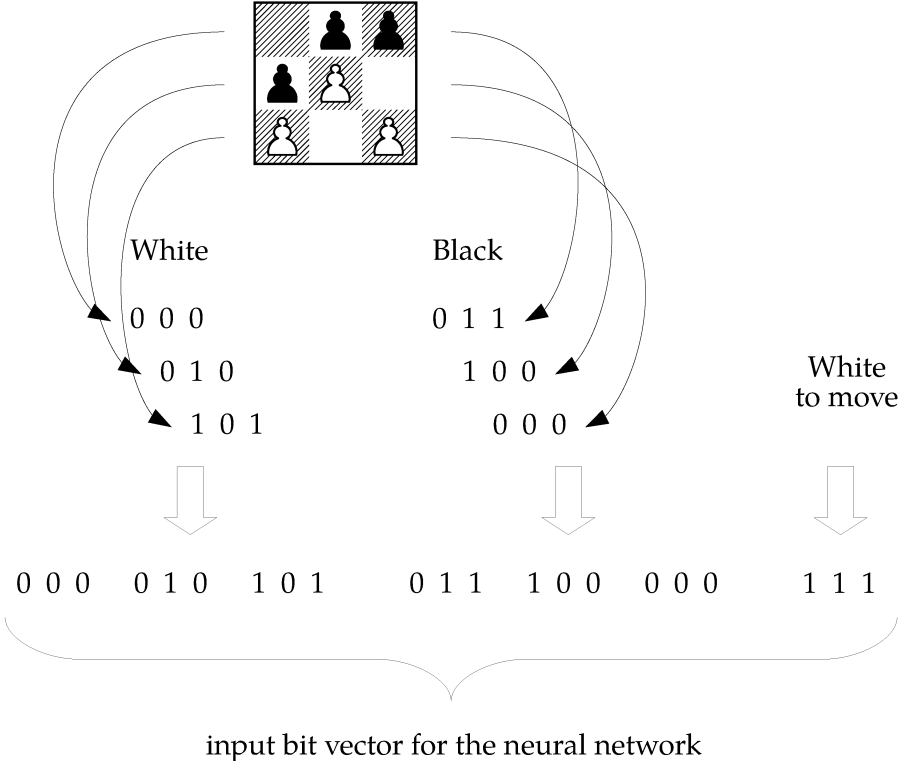 White Black
0 0 0 0 1 1
0 1 0 1 0 0
1 0 1 0 0 0
White
to move
0 0 0 0 1 0 1 0 1 0 1 1 1 0 0 0 0 0 1 1 1
input bit vector for the neural network